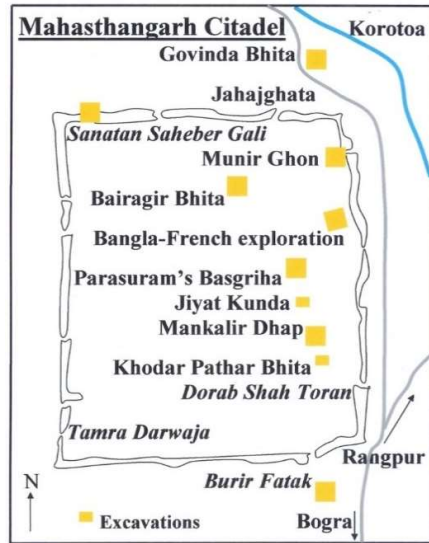 Mahasthangarh Citadel
Korotoa
Govinda Bhita
Jahajghata
Sanatan Saheber Gali
Munir Ghon
Bairagir Bhita
Bangla-French exploration
Parasuram's Basgriha
Jiyat Kunda
Mankalir Dhap
Khodar Pathar Bhita
Dorab Shah Toran
Tamra Darwaja
Rangpur
Burir Fatak
N
Excavations
Bogra